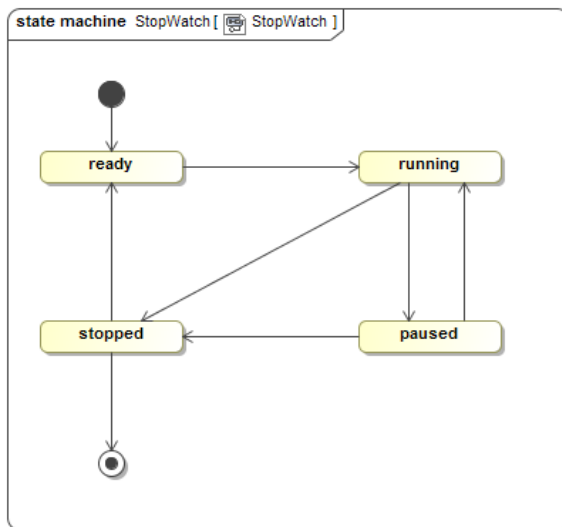 state machine StopWatch [ StopWatch ]
ready
running
stopped
paused